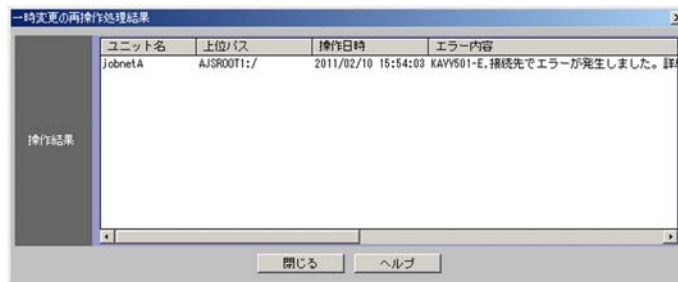 一時変更の再操作処理結果
ユニット名 上位パス 操作日時 エラー内容
jobnetA AJSROOT1:/ 2011/02/10 15:54:03 KAVV501-E,接続先でエラーが発生しました。詳
操作結果
閉じる ヘルプ